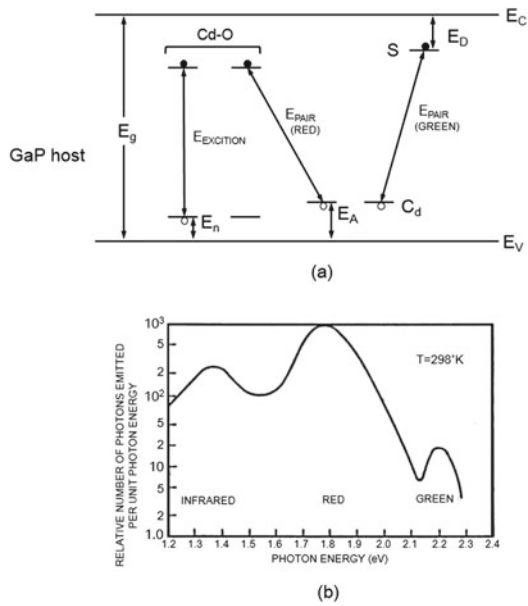 E_C
Cd-O
E_D
S
E_PAIR
(RED)
E_PAIR
(GREEN)
E_g
E_EXCITION
GaP host
E_n
E_A
C_d
E_V
(a)
RELATIVE NUMBER OF PHOTONS EMITTED
PER UNIT PHOTON ENERGY
10³
5
2
10²
5
2
10
5
2
1.0
T=298°K
INFRARED RED GREEN
1.2 1.3 1.4 1.5 1.6 1.7 1.8 1.9 2.0 2.1 2.2 2.3 2.4
PHOTON ENERGY (eV)
(b)